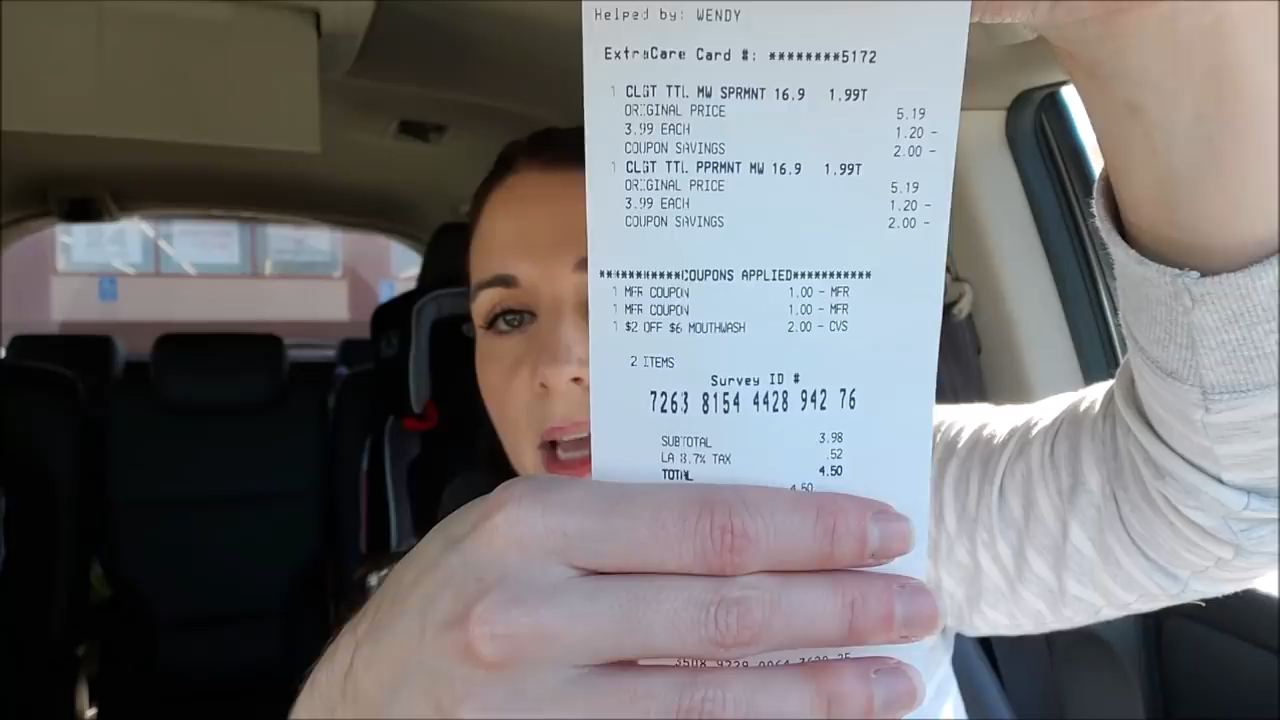 Helped by: WENDY
ExtraCare Card #: ********5172
1 CLGT TTL MW SPRMNT 16.9 1.99T
ORIGINAL PRICE 5.19
3.99 EACH 1.20 -
COUPON SAVINGS 2.00 -
1 CLGT TTL PPRMNT MW 16.9 1.99T
ORIGINAL PRICE 5.19
3.99 EACH 1.20 -
COUPON SAVINGS 2.00 -
***********COUPONS APPLIED***********
1 MFR COUPON 1.00 - MFR
1 MFR COUPON 1.00 - MFR
1 $2 OFF $6 MOUTHWASH 2.00 - CVS
2 ITEMS
Survey ID #
7263 8154 4428 942 76
SUBTOTAL 3.98
LA 8.7% TAX .52
TOTAL 4.50
4.50